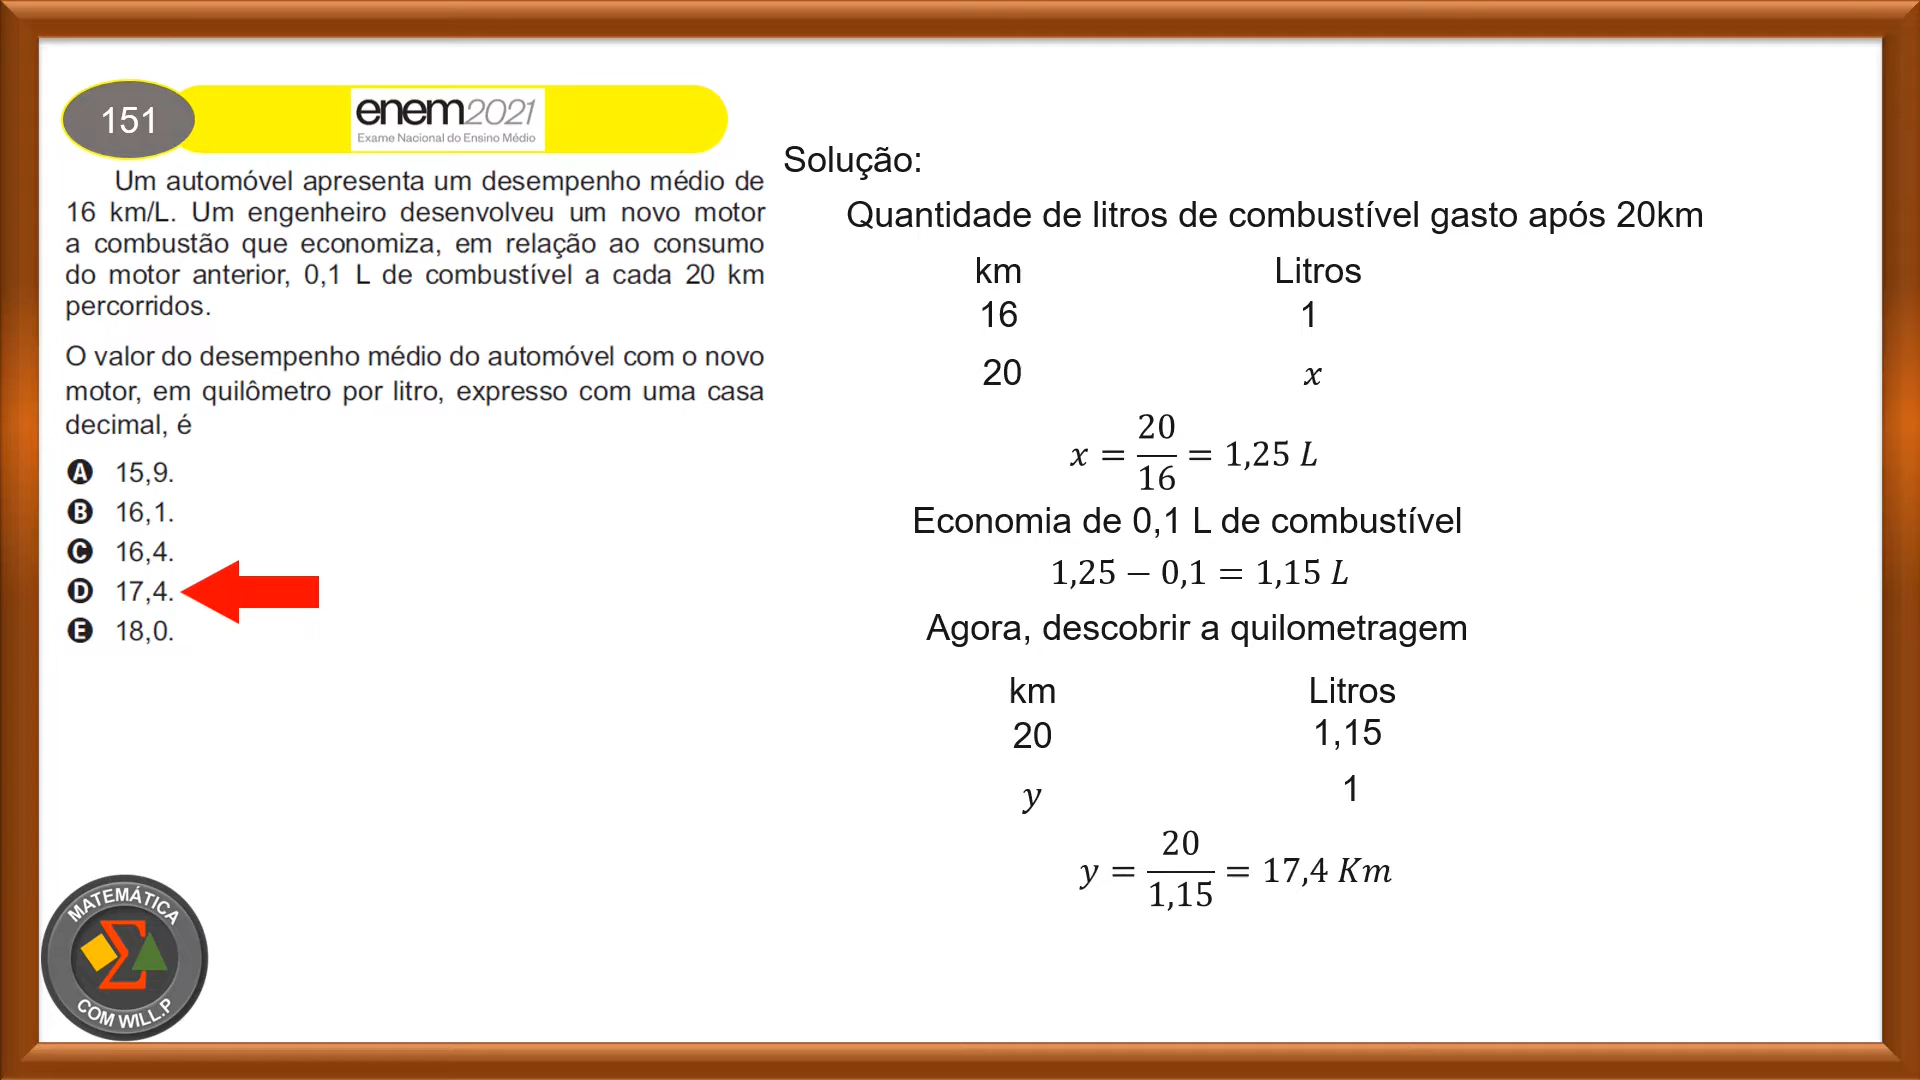 151
enem2021
Exame Nacional do Ensino Médio
Um automóvel apresenta um desempenho médio de
16 km/L. Um engenheiro desenvolveu um novo motor
a combustão que economiza, em relação ao consumo
do motor anterior, 0,1 L de combustível a cada 20 km
percorridos.
O valor do desempenho médio do automóvel com o novo
motor, em quilômetro por litro, expresso com uma casa
decimal, é
A 15,9.
B 16,1.
C 16,4.
D 17,4.
E 18,0.
Solução:
Quantidade de litros de combustível gasto após 20km
km Litros
16 1
20 x
x = 20/16 = 1,25 L
Economia de 0,1 L de combustível
1,25 − 0,1 = 1,15 L
Agora, descobrir a quilometragem
km Litros
20 1,15
y 1
y = 20/1,15 = 17,4 Km
MATEMÁTICA
COM WILL.P